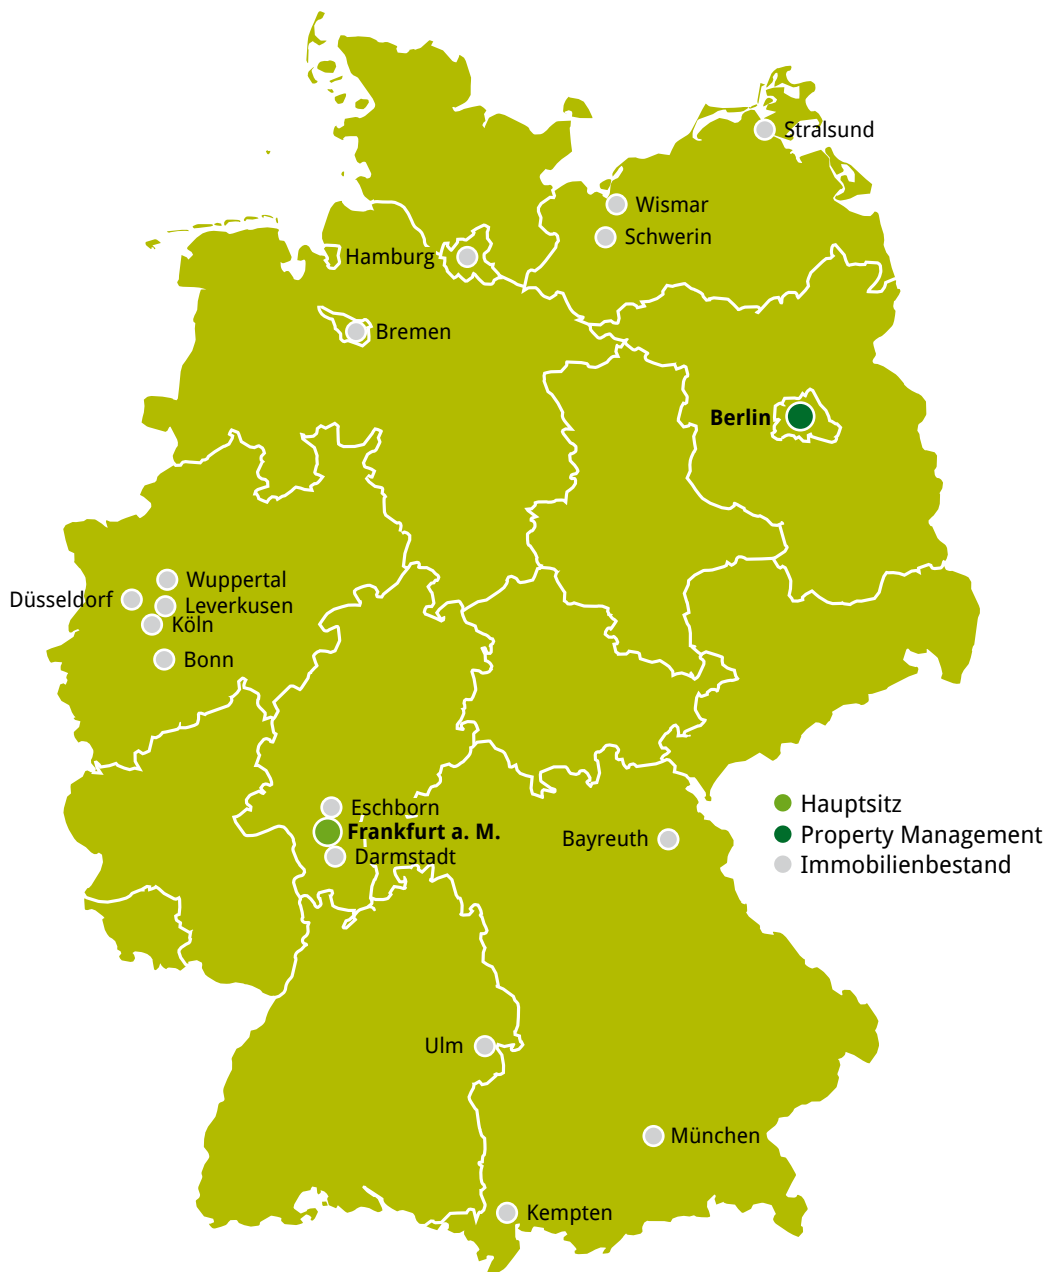 Stralsund
Wismar
Schwerin
Hamburg
Bremen
Berlin
Wuppertal
Düsseldorf
Leverkusen
Köln
Bonn
Eschborn
Frankfurt a. M.
Darmstadt
Bayreuth
Hauptsitz
Property Management
Immobilienbestand
Ulm
München
Kempten